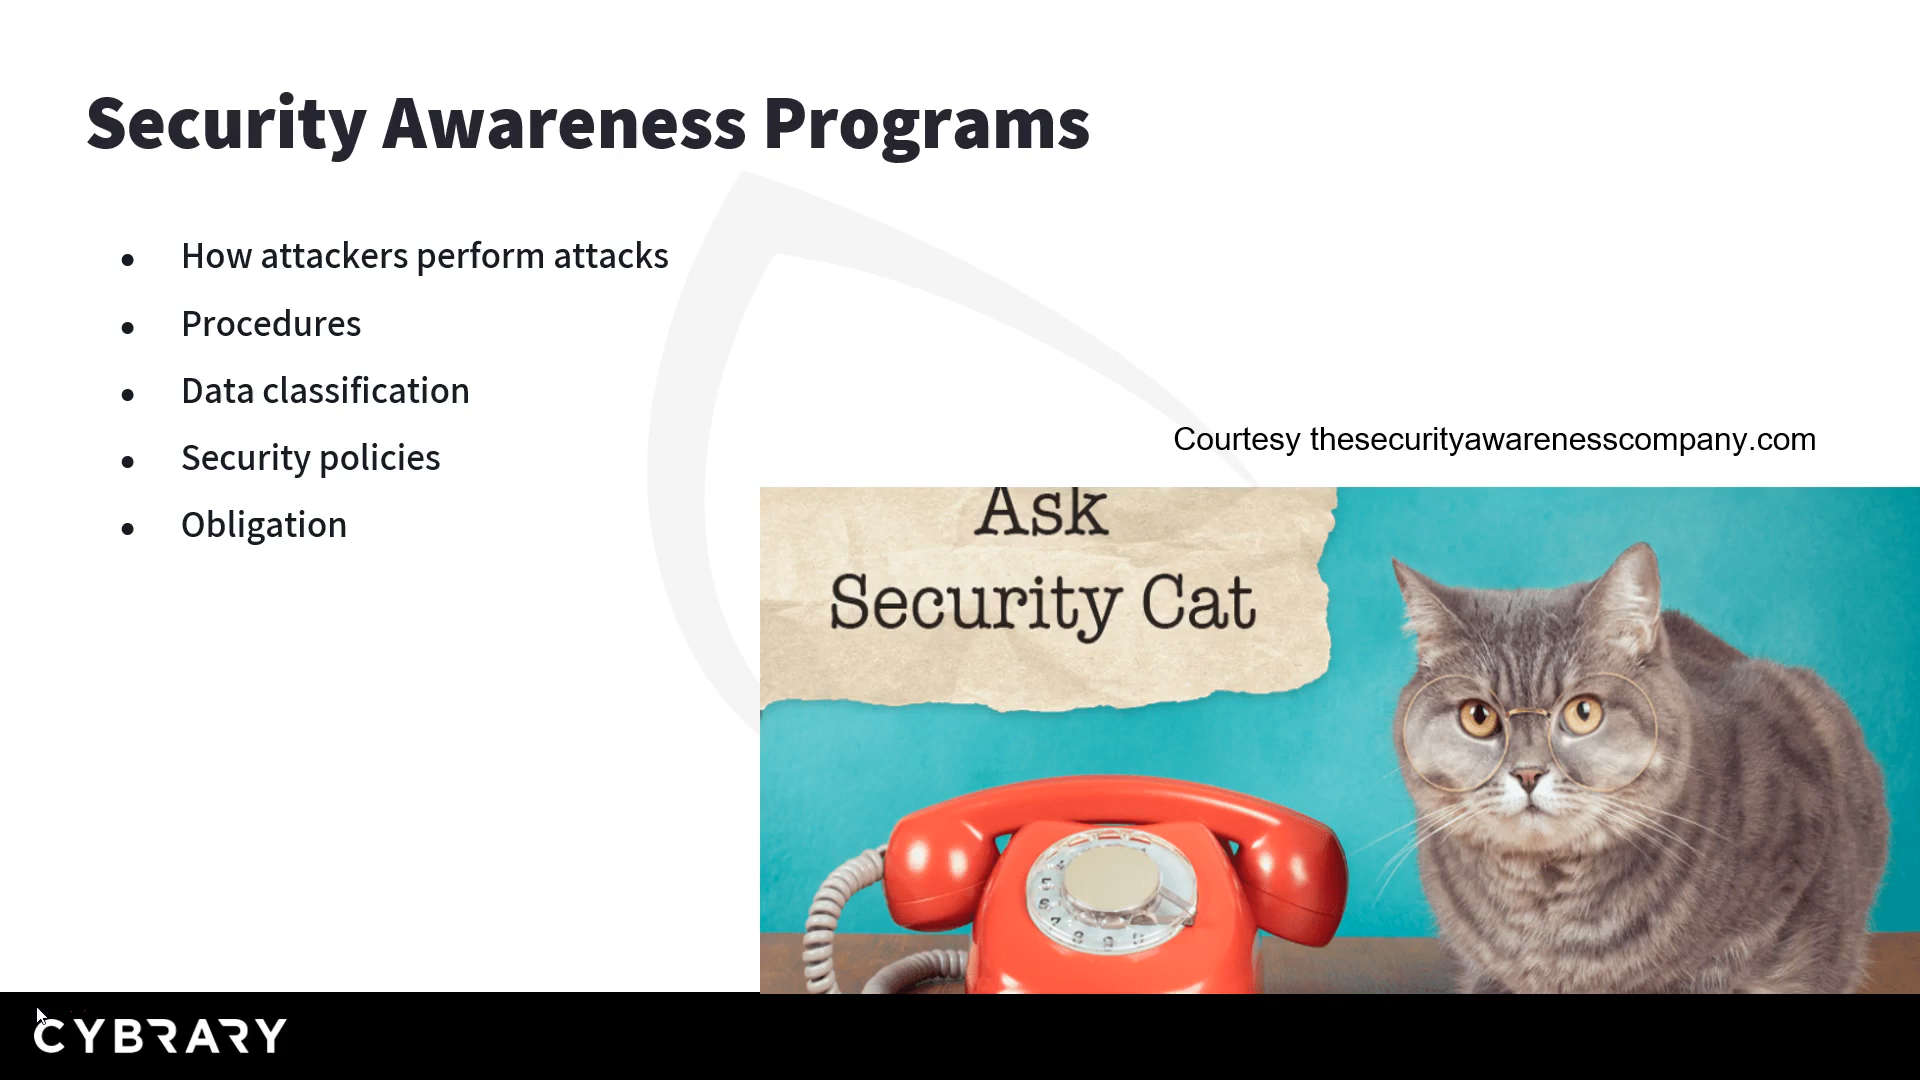 Security Awareness Programs
• How attackers perform attacks
• Procedures
• Data classification
• Security policies
• Obligation
Courtesy thesecurityawarenesscompany.com
Ask
Security Cat
CYBRARY